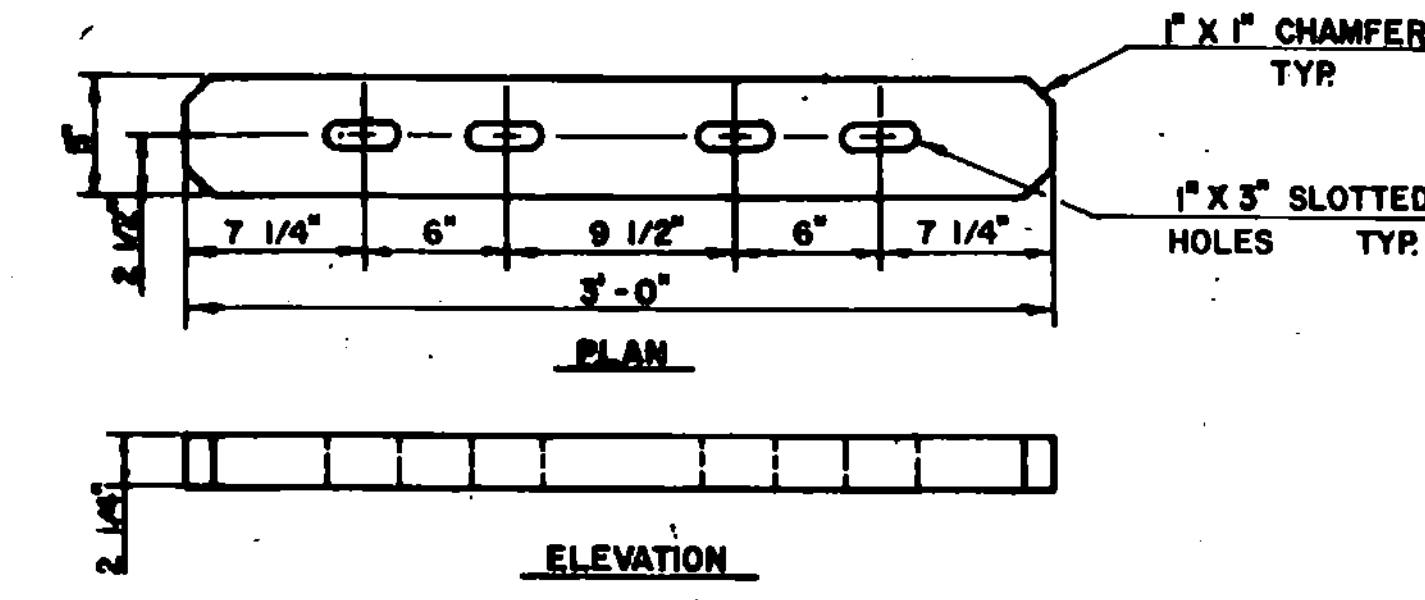 1" X 1" CHAMFER
TYP.
5"
2 1/2"
1" X 3" SLOTTED
HOLES TYP.
7 1/4" 6" 9 1/2" 6" 7 1/4"
3'-0"
PLAN
2 1/4"
ELEVATION